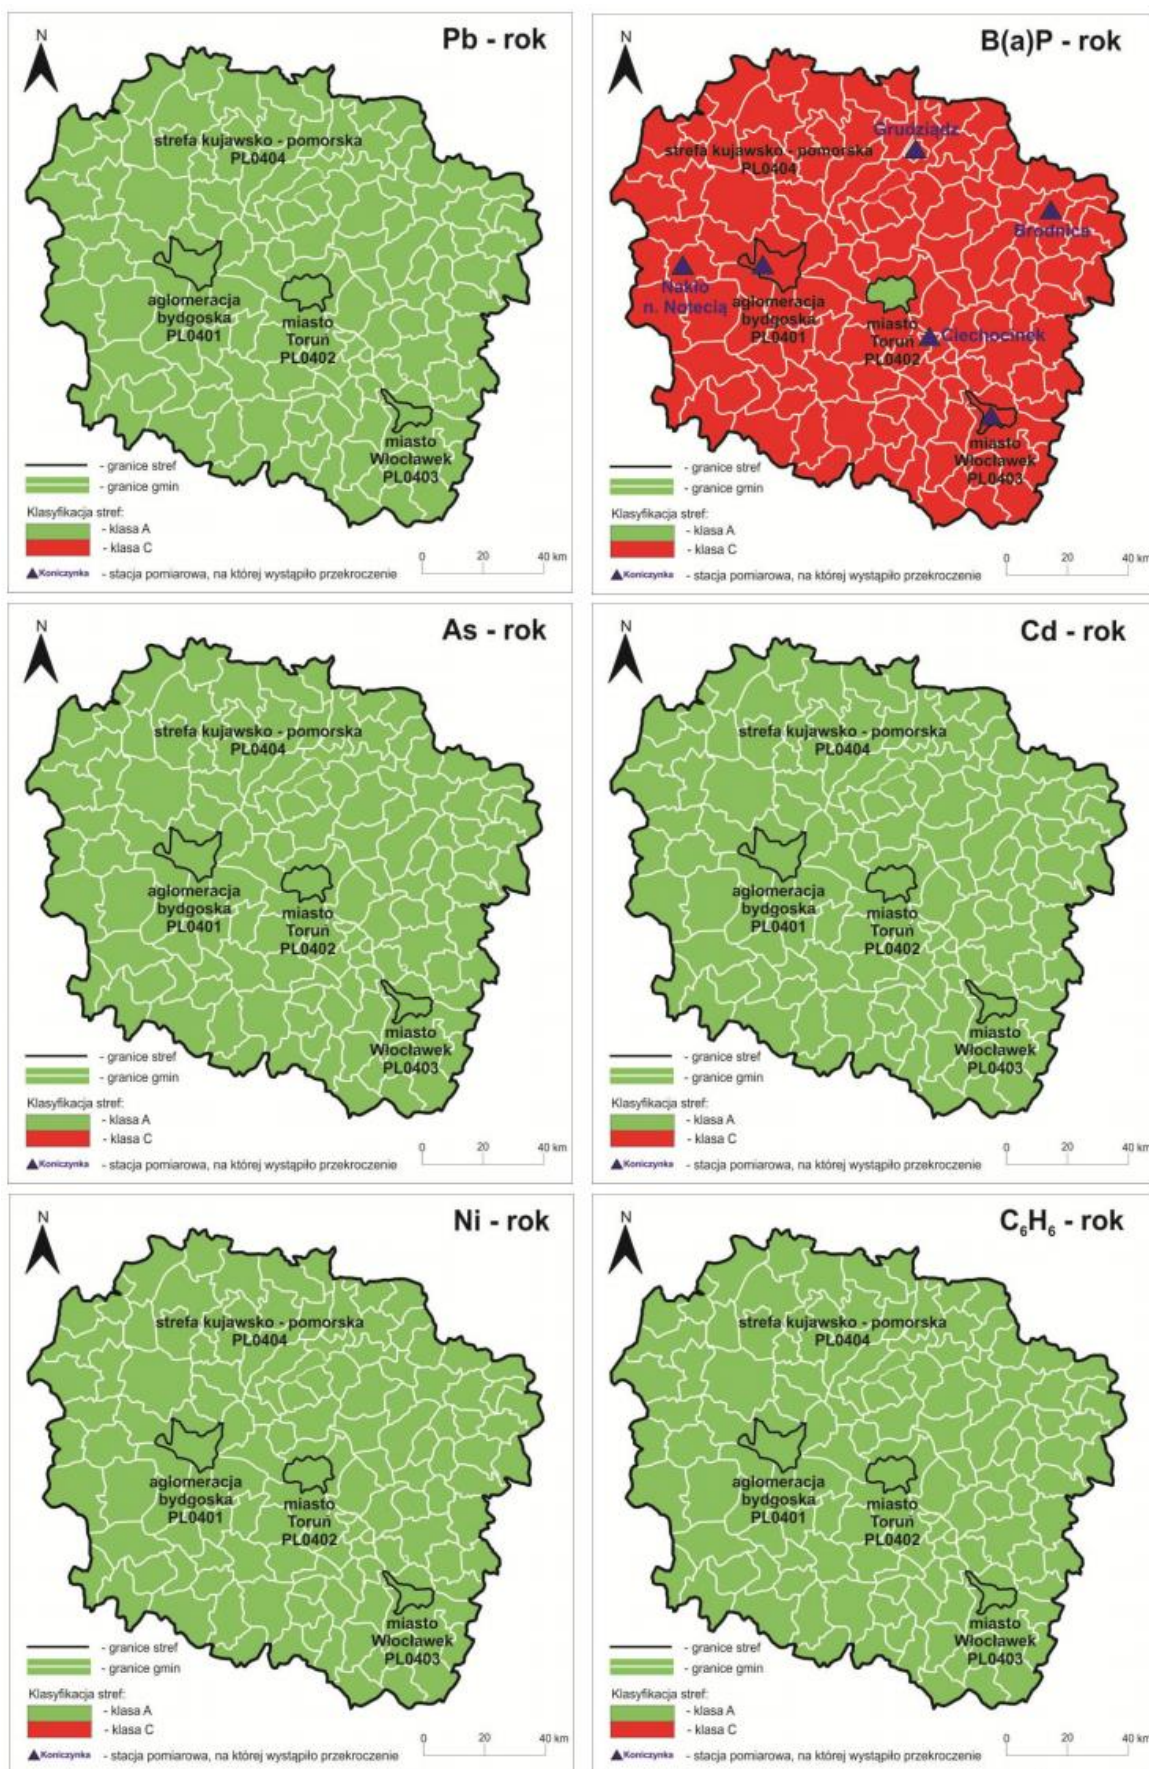 N
Pb - rok
strefa kujawsko - pomorska
PL0404
aglomeracja
bydgoska
PL0401
miasto
Toruń
PL0402
miasto
Włocławek
PL0403
- granice stref
- granice gmin
Klasyfikacja stref:
- klasa A
- klasa C
0 20 40 km
Koniczynka - stacja pomiarowa, na której wystąpiło przekroczenie
N
B(a)P - rok
Grudziądz
strefa kujawsko - pomorska
PL0404
Brodnica
Nakło
n. Notecią
aglomeracja
bydgoska
PL0401
miasto
Toruń
PL0402
Ciechocinek
miasto
Włocławek
PL0403
- granice stref
- granice gmin
Klasyfikacja stref:
- klasa A
- klasa C
0 20 40 km
Koniczynka - stacja pomiarowa, na której wystąpiło przekroczenie
N
As - rok
strefa kujawsko - pomorska
PL0404
aglomeracja
bydgoska
PL0401
miasto
Toruń
PL0402
miasto
Włocławek
PL0403
- granice stref
- granice gmin
Klasyfikacja stref:
- klasa A
- klasa C
0 20 40 km
Koniczynka - stacja pomiarowa, na której wystąpiło przekroczenie
N
Cd - rok
strefa kujawsko - pomorska
PL0404
aglomeracja
bydgoska
PL0401
miasto
Toruń
PL0402
miasto
Włocławek
PL0403
- granice stref
- granice gmin
Klasyfikacja stref:
- klasa A
- klasa C
0 20 40 km
Koniczynka - stacja pomiarowa, na której wystąpiło przekroczenie
N
Ni - rok
strefa kujawsko - pomorska
PL0404
aglomeracja
bydgoska
PL0401
miasto
Toruń
PL0402
miasto
Włocławek
PL0403
- granice stref
- granice gmin
Klasyfikacja stref:
- klasa A
- klasa C
0 20 40 km
Koniczynka - stacja pomiarowa, na której wystąpiło przekroczenie
N
C₆H₆ - rok
strefa kujawsko - pomorska
PL0404
aglomeracja
bydgoska
PL0401
miasto
Toruń
PL0402
miasto
Włocławek
PL0403
- granice stref
- granice gmin
Klasyfikacja stref:
- klasa A
- klasa C
0 20 40 km
Koniczynka - stacja pomiarowa, na której wystąpiło przekroczenie